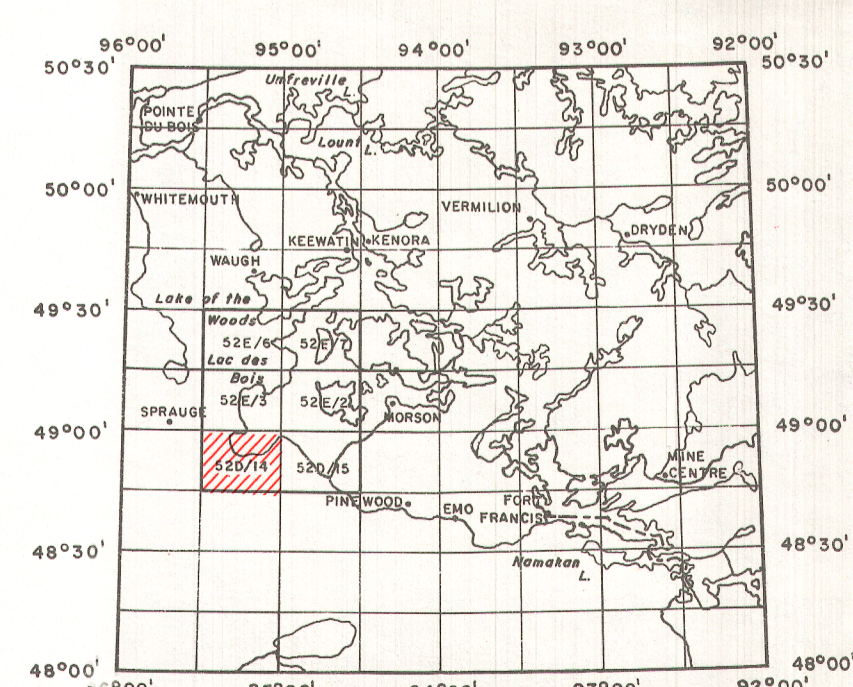 96°00' 95°00' 94°00' 93°00' 92°00'
50°30' 50°30'
Unfreville
L.
POINTE
DU BOIS
Lount
L.
50°00' 50°00'
WHITEMOUTH
VERMILION
DRYDEN
KEEWATIN KENORA
WAUGH
Lake of the
49°30' 49°30'
Woods
52E/6 52E/7
Lac des
Bois
52E/3 52E/2
SPRAUGE
MORSON
49°00' 49°00'
MINE
CENTRE
52D/14 52D/15
PINEWOOD
EMO
FORT
FRANCIS
48°30' 48°30'
Namakan
L.
48°00' 48°00'